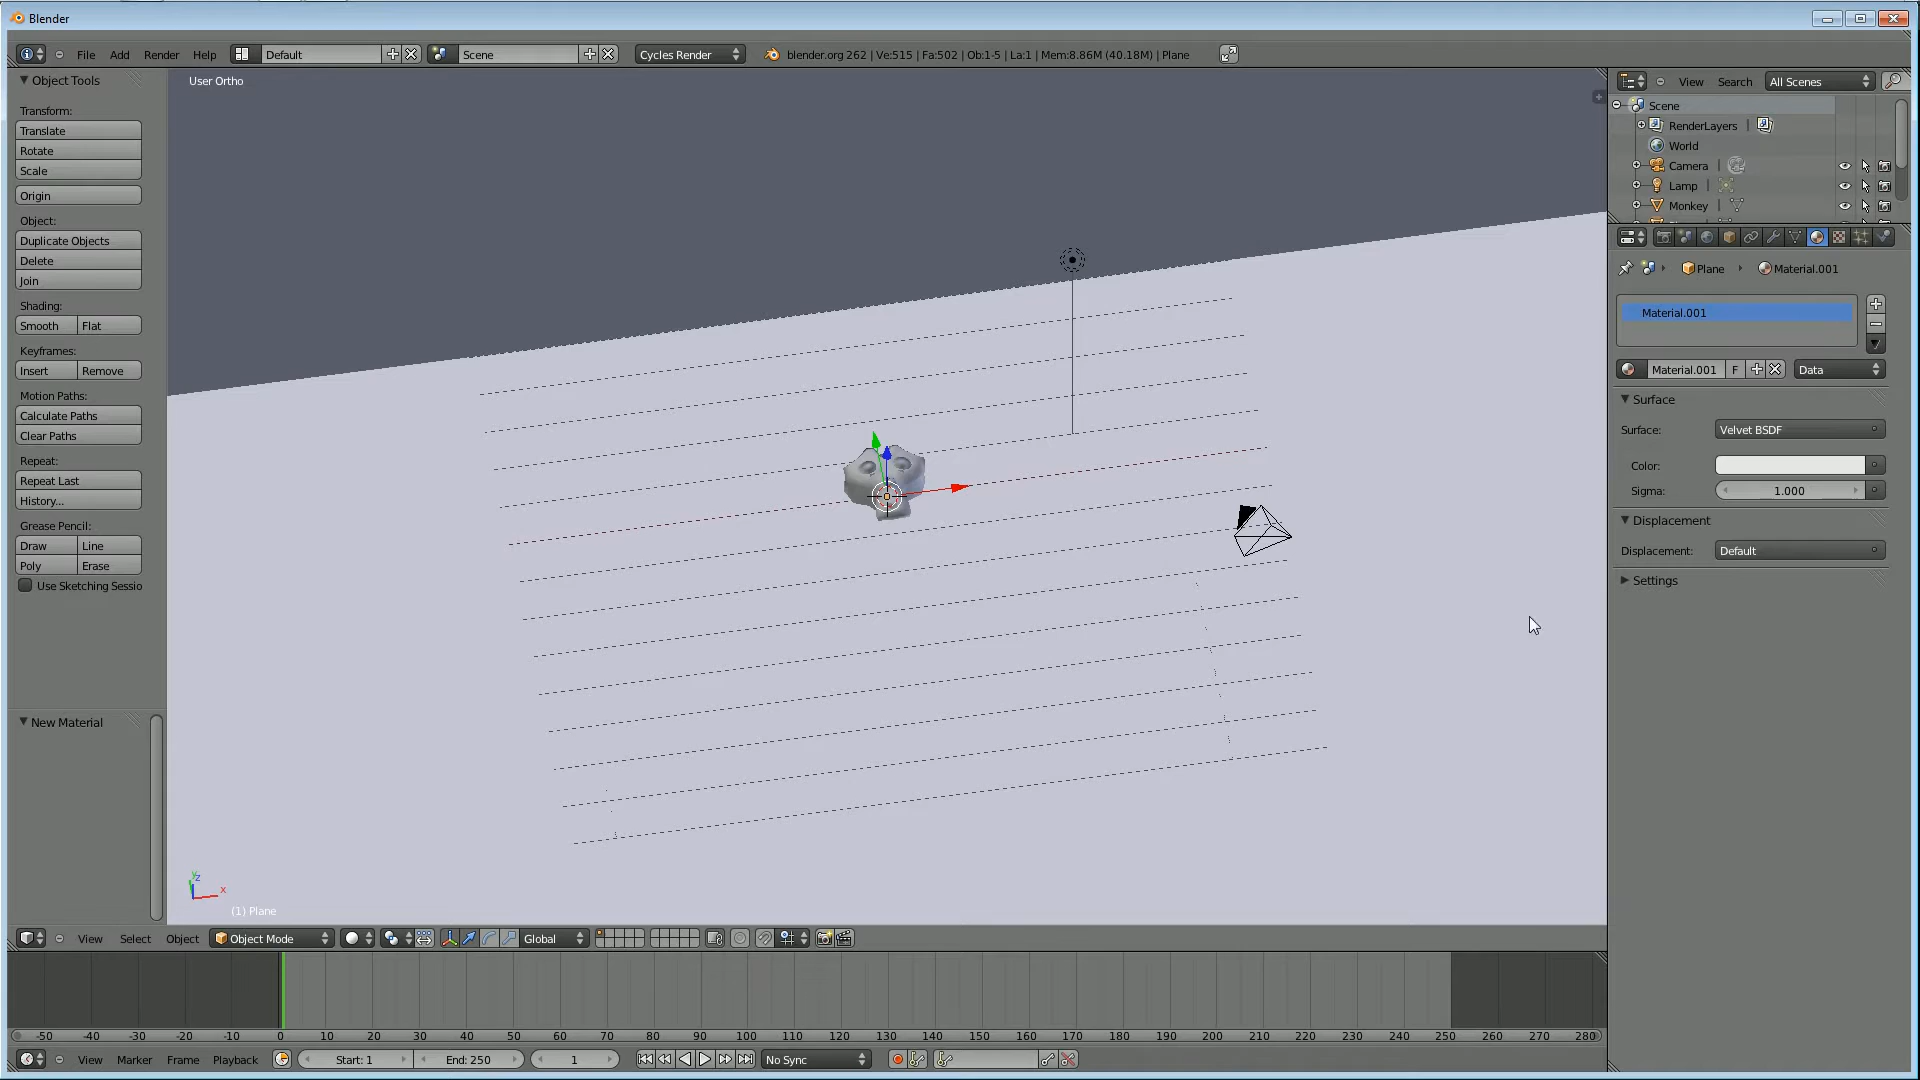 Blender
File Add Render Help Default Scene Cycles Render blender.org 262 | Ve:515 | Fa:502 | Ob:1-5 | La:1 | Mem:8.86M (40.18M) | Plane
Object Tools
Transform:
Translate
Rotate
Scale
Origin
Object:
Duplicate Objects
Delete
Join
Shading:
Smooth Flat
Keyframes:
Insert Remove
Motion Paths:
Calculate Paths
Clear Paths
Repeat:
Repeat Last
History...
Grease Pencil:
Draw Line
Poly Erase
Use Sketching Sessio
New Material
User Ortho
z
y
x
(1) Plane
View Search All Scenes
Scene
RenderLayers |
World
Camera |
Lamp |
Monkey |
Plane Material.001
Material.001
Material.001 F Data
Surface
Surface: Velvet BSDF
Color:
Sigma: 1.000
Displacement
Displacement: Default
Settings
View Select Object Object Mode Global
-50 -40 -30 -20 -10 0 10 20 30 40 50 60 70 80 90 100 110 120 130 140 150 160 170 180 190 200 210 220 230 240 250 260 270 280
View Marker Frame Playback Start: 1 End: 250 1 No Sync